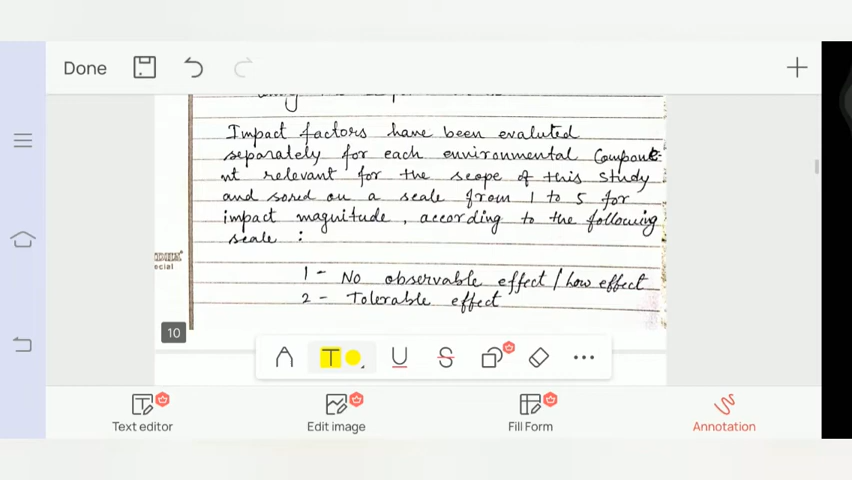 Done
Impact factors have been evaluted
separately for each environmental Compone-
nt relevant for the scope of this study
and sored on a scale from 1 to 5 for
impact magnitude, according to the following
scale :
ecial
1 - No observable effect / Low effect
2 - Tolerable effect
10
T
U
S
Text editor
Edit image
Fill Form
Annotation